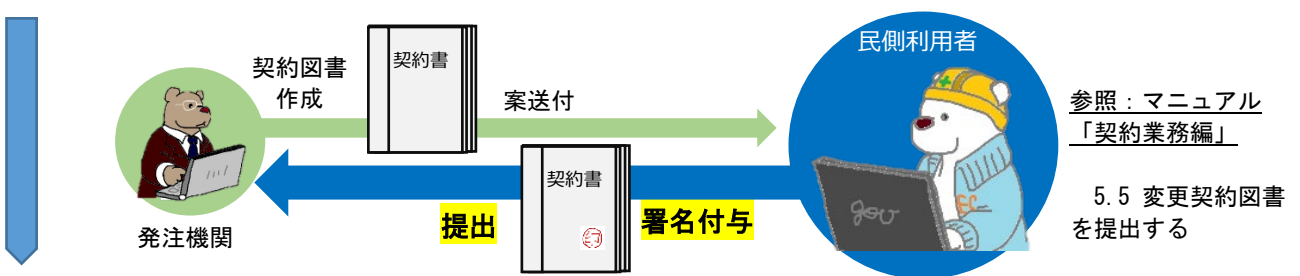 民側利用者
契約図書
作成
契約書
案送付
参照：マニュアル
「契約業務編」
契約書
gov
5.5 変更契約図書
を提出する
提出
署名付与
発注機関